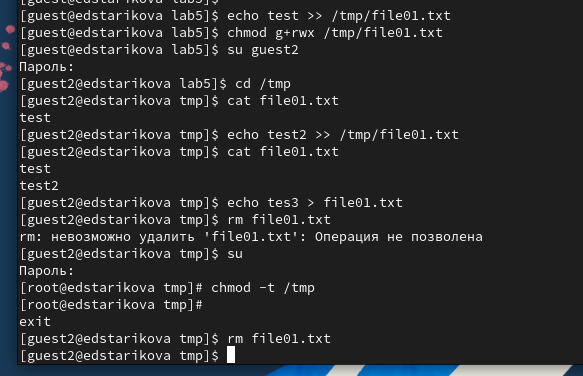 [guest@edstarikova lab5]$ echo test >> /tmp/file01.txt
[guest@edstarikova lab5]$ chmod g+rwx /tmp/file01.txt
[guest@edstarikova lab5]$ su guest2
Пароль:
[guest2@edstarikova lab5]$ cd /tmp
[guest2@edstarikova tmp]$ cat file01.txt
test
[guest2@edstarikova tmp]$ echo test2 >> /tmp/file01.txt
[guest2@edstarikova tmp]$ cat file01.txt
test
test2
[guest2@edstarikova tmp]$ echo tes3 > file01.txt
[guest2@edstarikova tmp]$ rm file01.txt
rm: невозможно удалить 'file01.txt': Операция не позволена
[guest2@edstarikova tmp]$ su
Пароль:
[root@edstarikova tmp]# chmod -t /tmp
[root@edstarikova tmp]#
exit
[guest2@edstarikova tmp]$ rm file01.txt
[guest2@edstarikova tmp]$